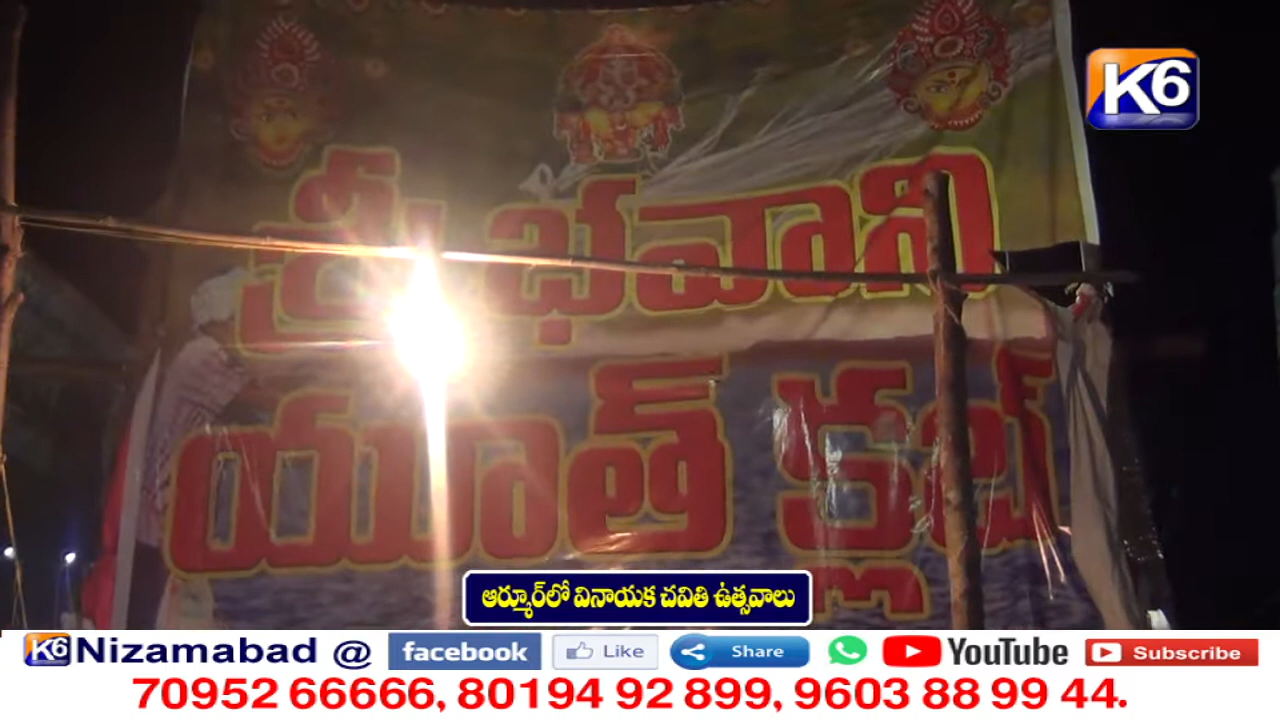 K6
శ్రీ భవాని
యూత్ క్లబ్
ఆర్మూర్‌లో వినాయక చవితి ఉత్సవాలు
K6 Nizamabad @ facebook Like Share YouTube Subscribe
70952 66666, 80194 92 899, 9603 88 99 44.